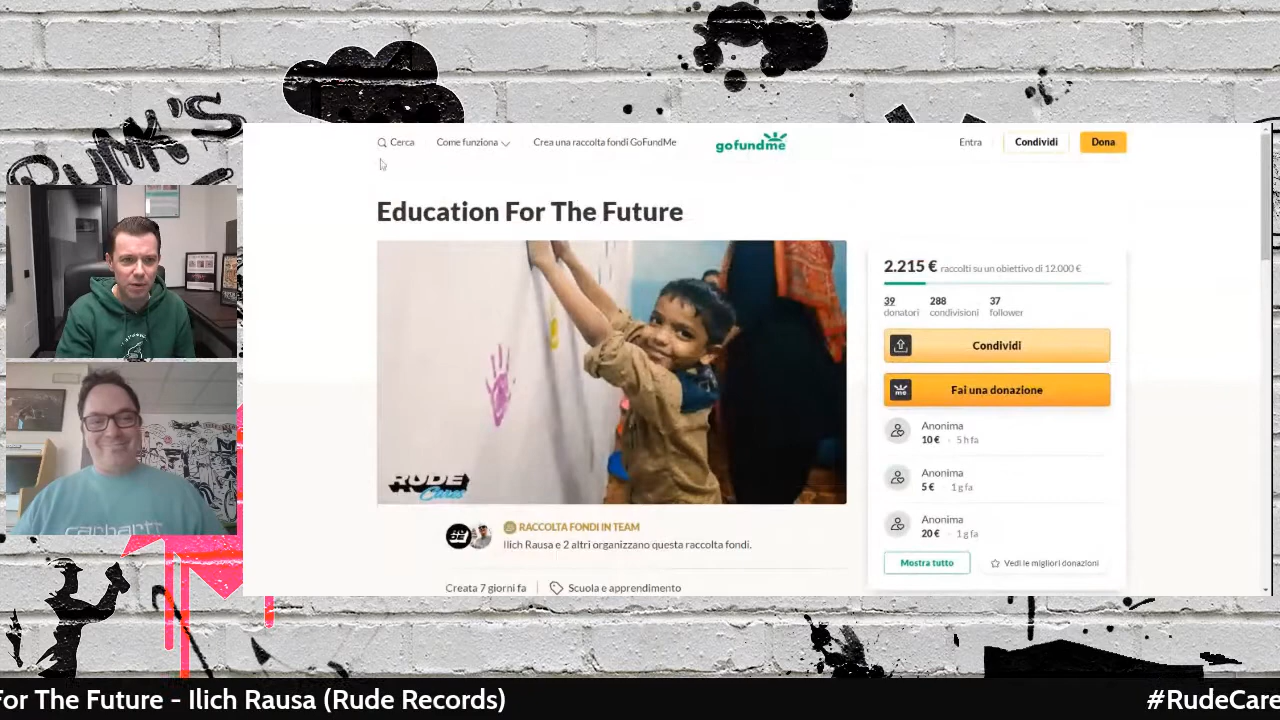 PUNK'S
Cerca
Come funziona
Crea una raccolta fondi GoFundMe
gofundme
Entra
Condividi
Dona
Education For The Future
RUDE
Cares
2.215 € raccolti su un obiettivo di 12.000 €
39 288 37
donatori condivisioni follower
Condividi
me Fai una donazione
Anonima
10 € · 5 h fa
Anonima
5 € · 1 g fa
Anonima
20 € · 1 g fa
Mostra tutto
Vedi le migliori donazioni
RACCOLTA FONDI IN TEAM
Ilich Rausa e 2 altri organizzano questa raccolta fondi.
Creata 7 giorni fa
Scuola e apprendimento
carhartt
For The Future - Ilich Rausa (Rude Records)
#RudeCare